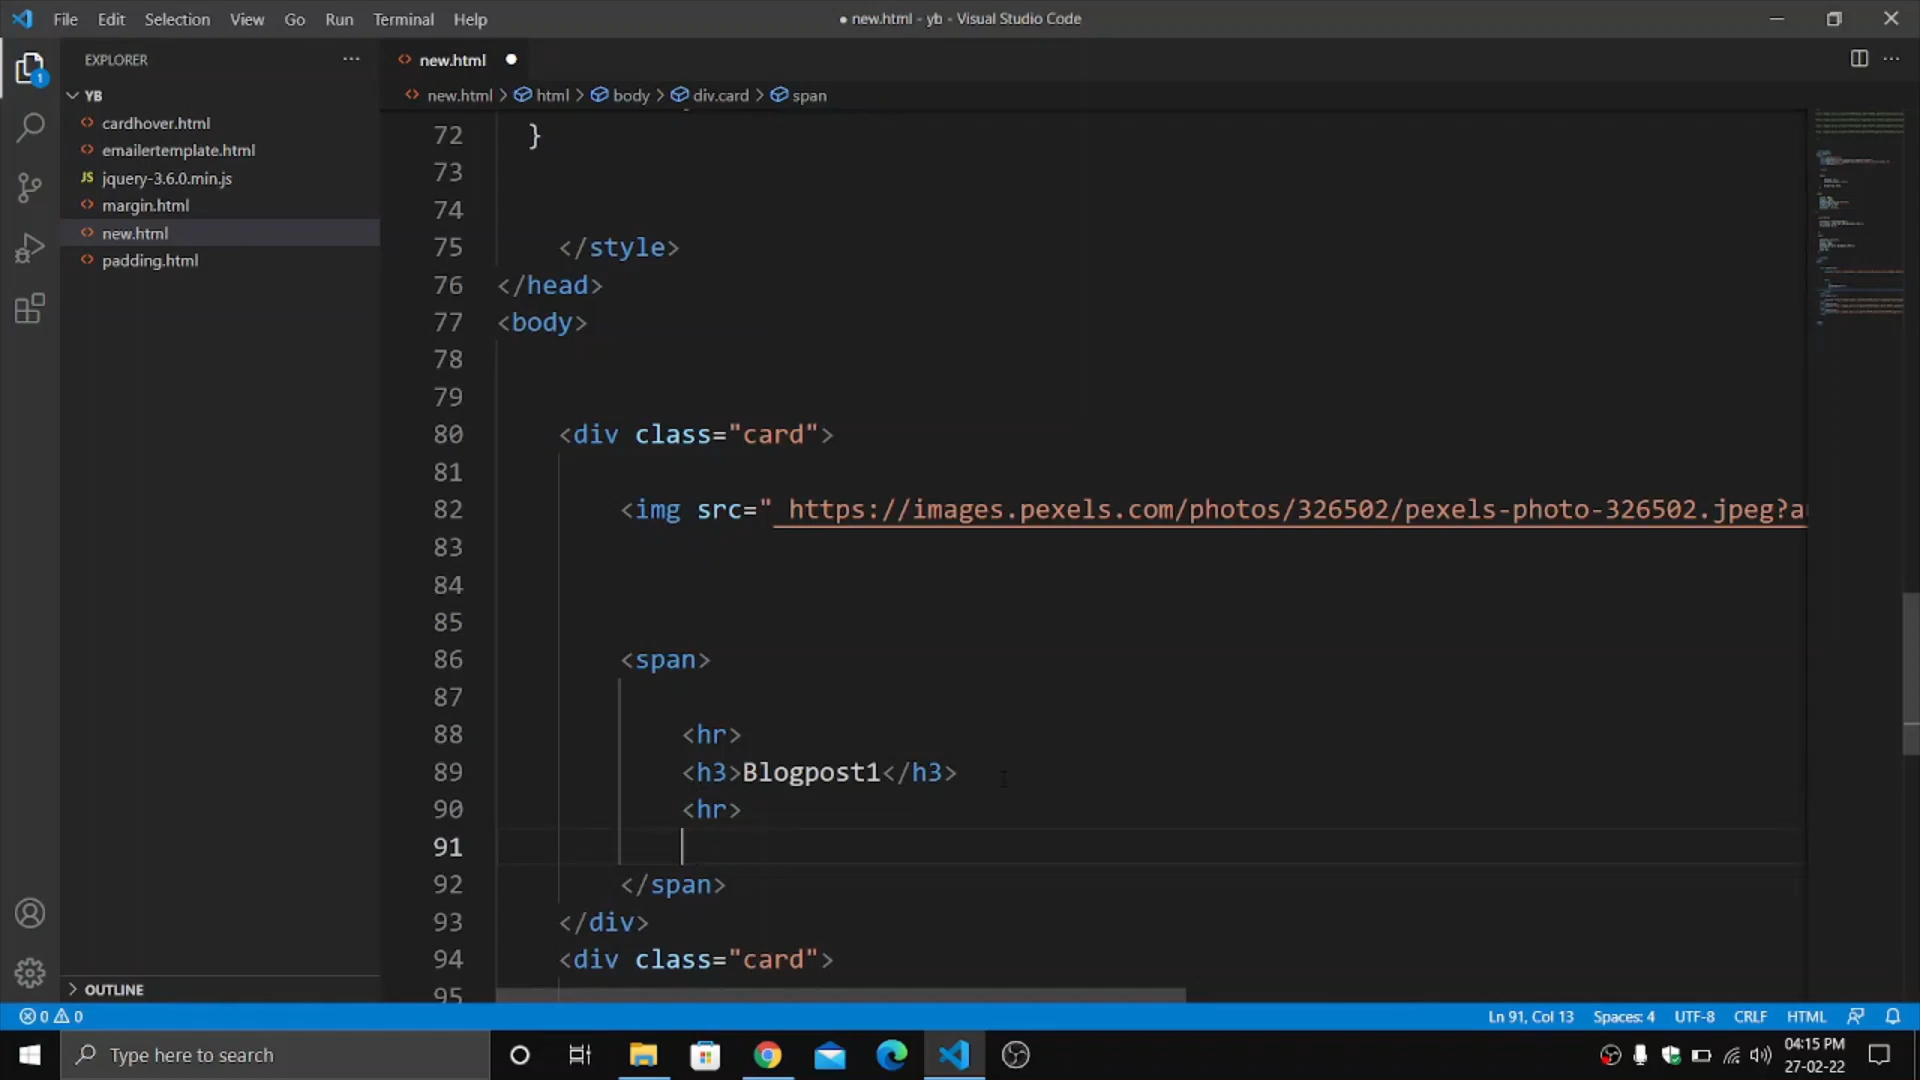 File Edit Selection View Go Run Terminal Help
● new.html - yb - Visual Studio Code
EXPLORER
YB
cardhover.html
emailertemplate.html
JS jquery-3.6.0.min.js
margin.html
new.html
padding.html
OUTLINE
new.html
new.html > html > body > div.card > span
72 }
73
74
75 </style>
76 </head>
77 <body>
78
79
80 <div class="card">
81
82 <img src=" https://images.pexels.com/photos/326502/pexels-photo-326502.jpeg?a
83
84
85
86 <span>
87
88 <hr>
89 <h3>Blogpost1</h3>
90 <hr>
91
92 </span>
93 </div>
94 <div class="card">
95
0 0 Ln 91, Col 13 Spaces: 4 UTF-8 CRLF HTML
Type here to search
04:15 PM
27-02-22
1